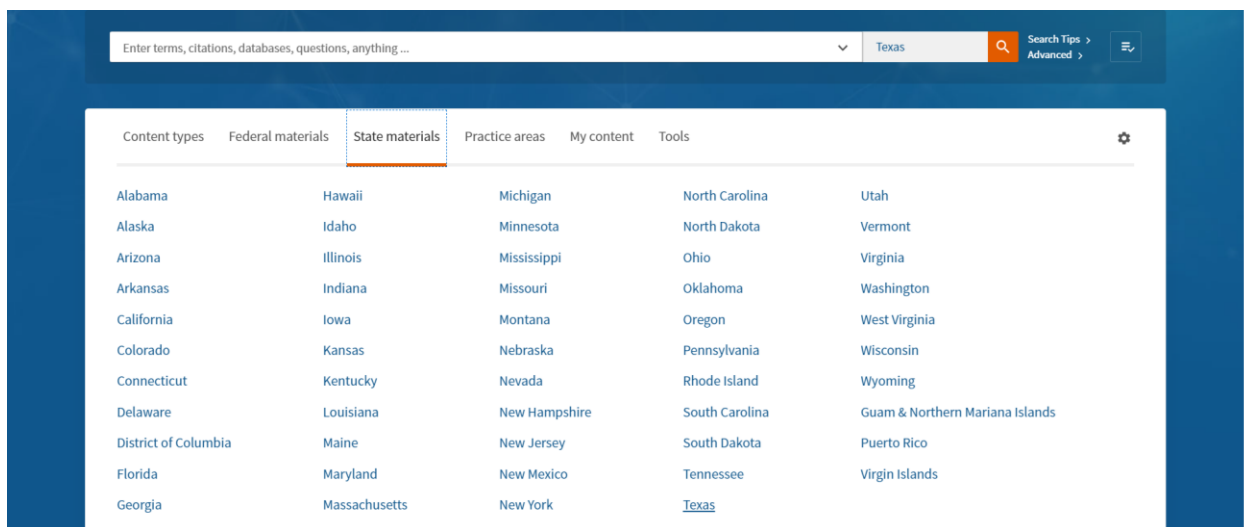 Enter terms, citations, databases, questions, anything ...
Texas
Search Tips >
Advanced >
Content types Federal materials State materials Practice areas My content Tools
Alabama Hawaii Michigan North Carolina Utah
Alaska Idaho Minnesota North Dakota Vermont
Arizona Illinois Mississippi Ohio Virginia
Arkansas Indiana Missouri Oklahoma Washington
California Iowa Montana Oregon West Virginia
Colorado Kansas Nebraska Pennsylvania Wisconsin
Connecticut Kentucky Nevada Rhode Island Wyoming
Delaware Louisiana New Hampshire South Carolina Guam & Northern Mariana Islands
District of Columbia Maine New Jersey South Dakota Puerto Rico
Florida Maryland New Mexico Tennessee Virgin Islands
Georgia Massachusetts New York Texas